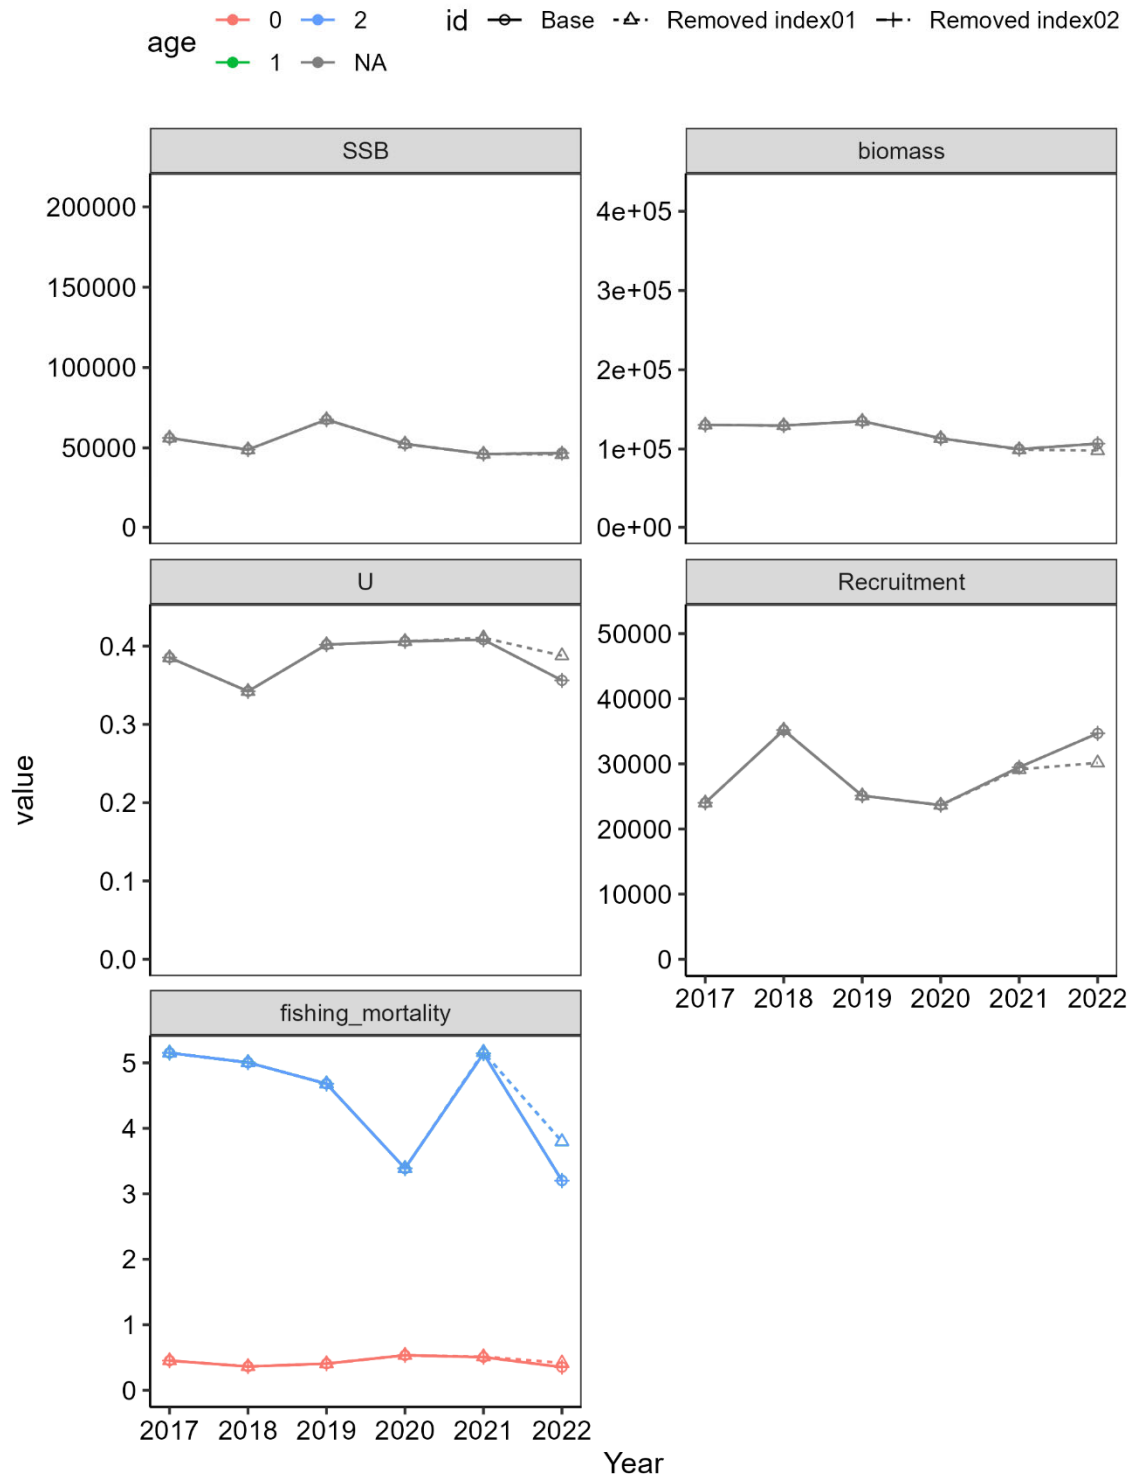 age
0
2
1
NA
id
Base
Removed index01
Removed index02
SSB
biomass
200000
150000
100000
50000
0
4e+05
3e+05
2e+05
1e+05
0e+00
U
Recruitment
0.4
0.3
0.2
0.1
0.0
50000
40000
30000
20000
10000
0
2017 2018 2019 2020 2021 2022
fishing_mortality
5
4
3
2
1
0
2017 2018 2019 2020 2021 2022
value
Year